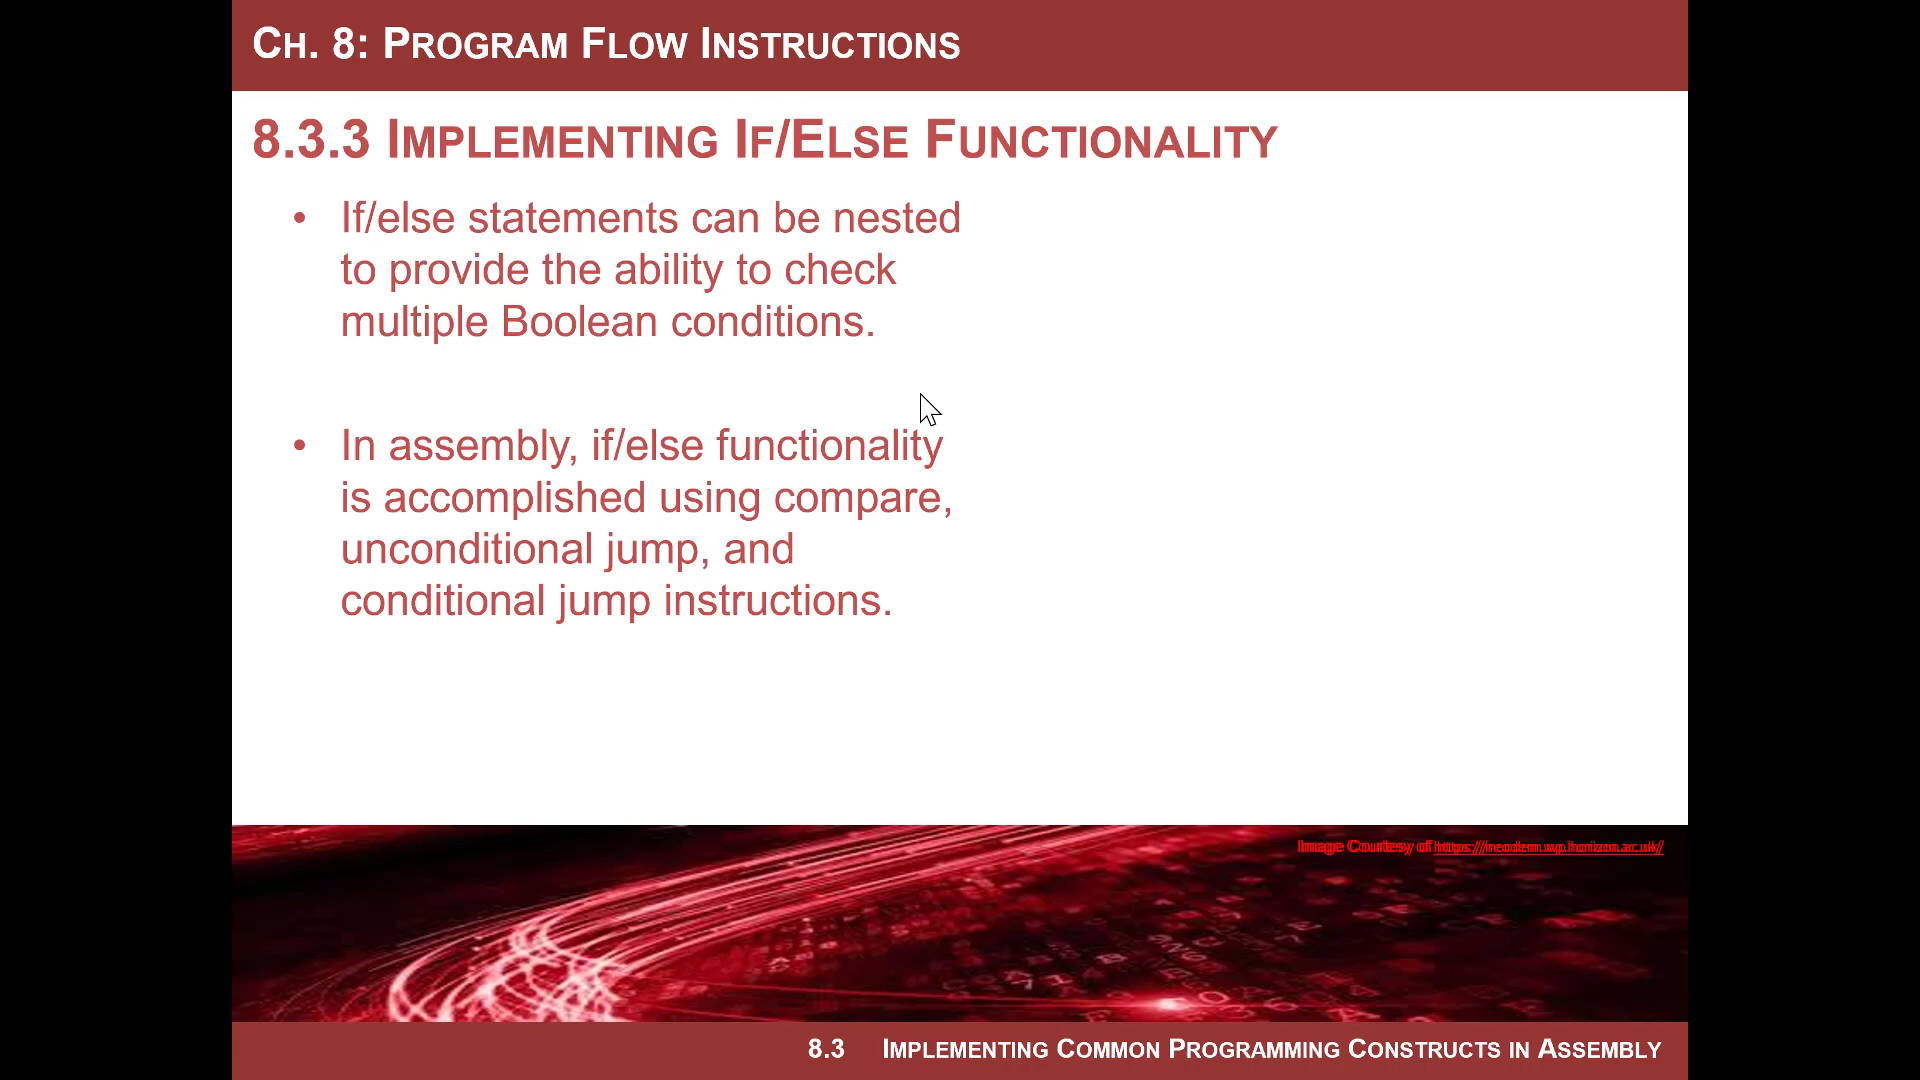 CH. 8: PROGRAM FLOW INSTRUCTIONS
8.3.3 IMPLEMENTING IF/ELSE FUNCTIONALITY
• If/else statements can be nested
to provide the ability to check
multiple Boolean conditions.
• In assembly, if/else functionality
is accomplished using compare,
unconditional jump, and
conditional jump instructions.
Image Courtesy of
8.3 IMPLEMENTING COMMON PROGRAMMING CONSTRUCTS IN ASSEMBLY